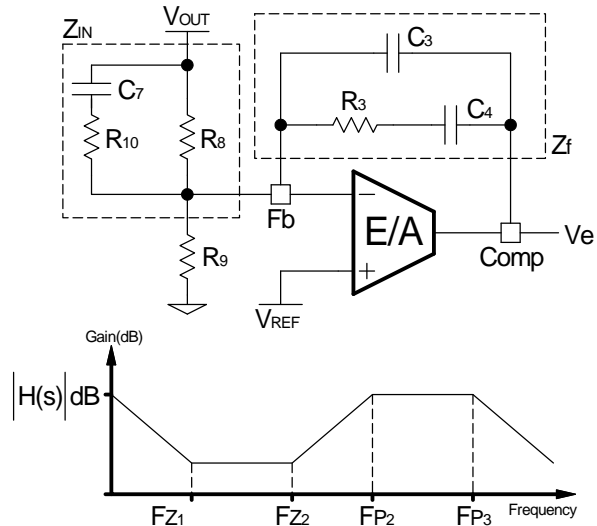 VOUT
ZIN
C7
R10
R8
R9
C3
R3
C4
Zf
Fb
−
E/A
+
VREF
Comp
Ve
Gain(dB)
|H(s)|dB
FZ1
FZ2
FP2
FP3
Frequency